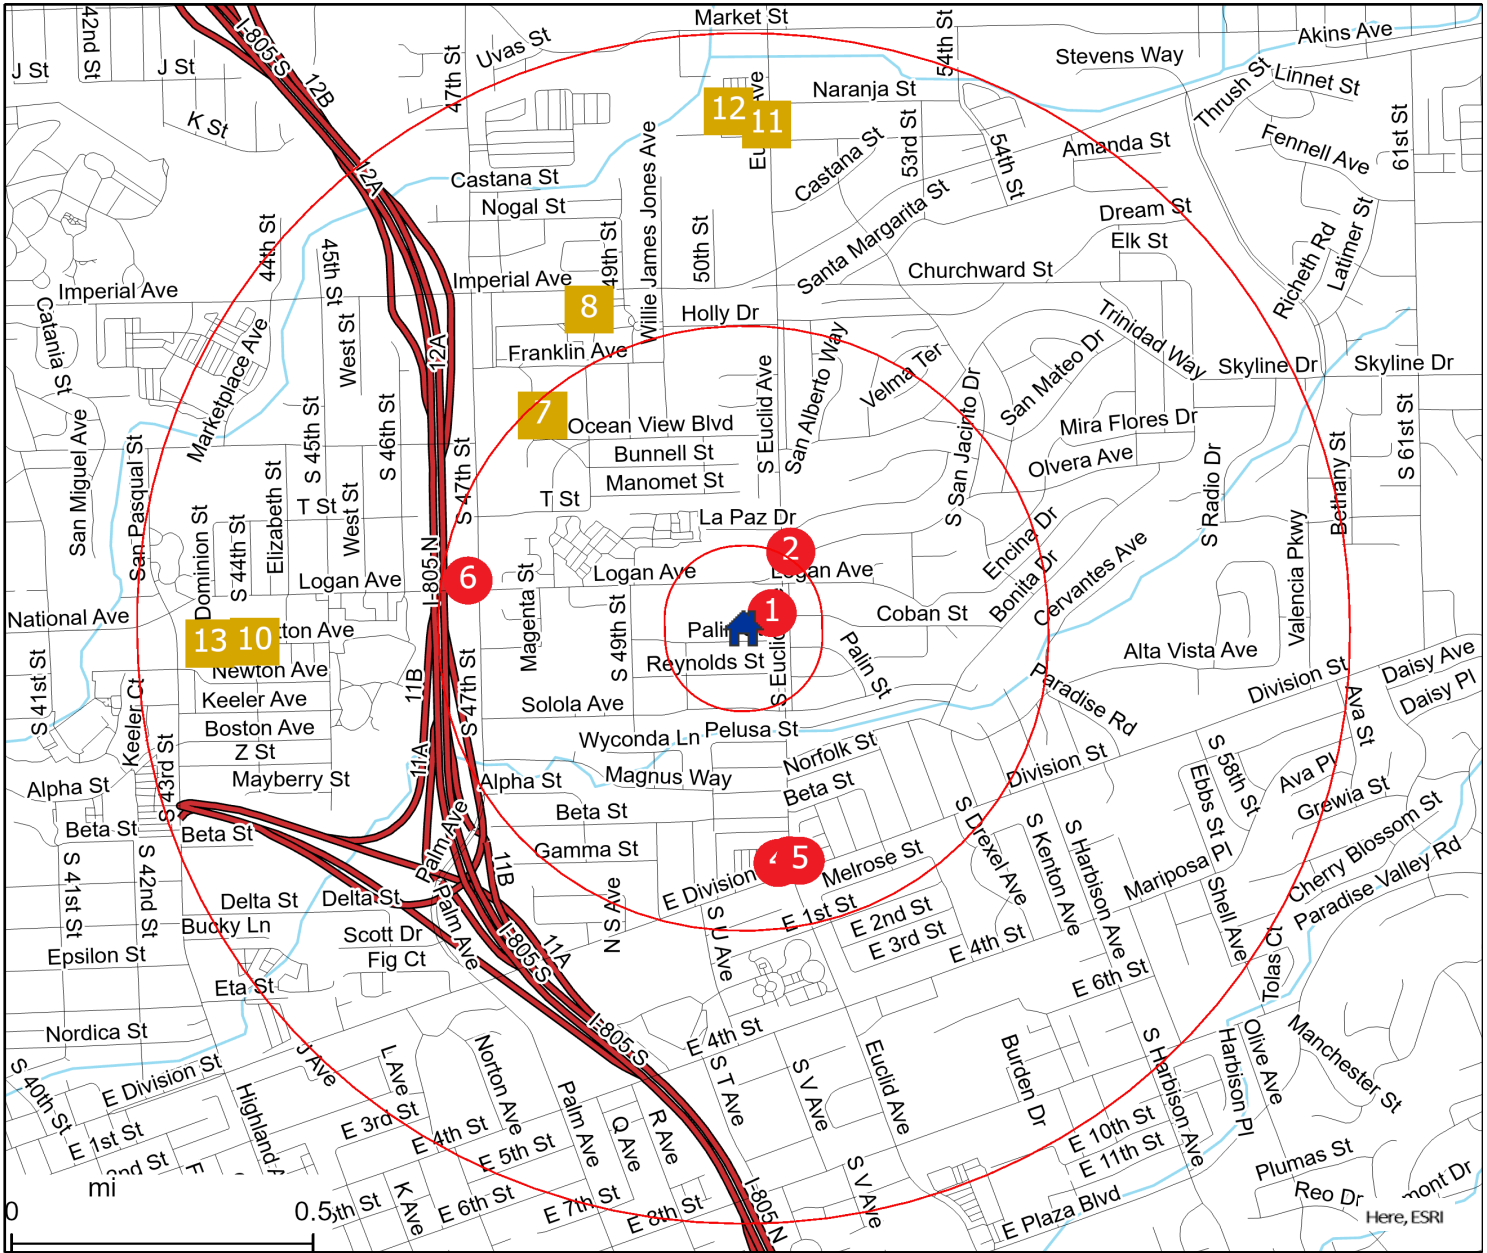 Market St
42nd St
I-805 S
54th St
Akins Ave
Uvas St
Stevens Way
J St
J St
47th St
12B
Linnet St
Thrush St
Naranja St
12
11
K St
53rd St
Castana St
54th St
Amanda St
Fennell Ave
61st St
12A
Castana St
Nogal St
Willie James Jones Ave
Santa Margarita St
Dream St
Elk St
Latimer St
Richeth Rd
44th St
45th St
49th St
50th St
Churchward St
Imperial Ave
Imperial Ave
8
Holly Dr
Catania St
Marketplace Ave
West St
12A
Franklin Ave
San Alberto Way
Velma Ter
San Mateo Dr
Trinidad Way
Skyline Dr
Skyline Dr
S Euclid Ave
San Jacinto Dr
7
Ocean View Blvd
Mira Flores Dr
San Miguel Ave
San Pasqual St
S 45th St
S 46th St
S 47th St
Bunnell St
Manomet St
Olvera Ave
S Radio Dr
Bethany St
S 61st St
Elizabeth St
T St
T St
West St
La Paz Dr
S San Jacinto Dr
Dominion St
S 44th St
I-805 N
2
Encina Dr
Bonita Dr
Cervantes Ave
Valencia Pkwy
Logan Ave
6
Logan Ave
Logan Ave
National Ave
Magenta St
S 49th St
1
Coban St
13
10
Newton Ave
Reynolds St
Palin St
Alta Vista Ave
Division St
Daisy Ave
Daisy Pl
S 41st St
Keeler Ct
Keeler Ave
11B
S 47th St
Solola Ave
Paradise Rd
Ava St
Boston Ave
Wyconda Ln
Pelusa St
Z St
S 43rd St
11A
Norfolk St
Division St
S 58th St
Alpha St
Mayberry St
Alpha St
Magnus Way
Beta St
Ebbs St
Ava Pl
Grewia St
Beta St
Beta St
Beta St
Palm Ave
S Drexel Ave
S Kenton Ave
S Harbison Ave
Cherry Blossom St
Paradise Valley Rd
S 41st St
S 42nd St
Gamma St
11B
4
5
Melrose St
Mariposa Pl
E Division
E 1st St
E 2nd St
E 3rd St
E 4th St
Shell Ave
Delta St
Delta St
Bucky Ln
Scott Dr
Fig Ct
Palm Ave
I-805 S
11A
N S Ave
S U Ave
Epsilon St
Eta St
E 6th St
Tolas Ct
Nordica St
I-805 S
E 4th St
Olive Ave
Harbison Pl
Manchester St
S 40th St
E Division St
J Ave
L Ave
Norton Ave
S T Ave
S V Ave
Euclid Ave
Burden Dr
S Harbison Ave
E 1st St
Highland
E 3rd St
E 4th St
E 5th St
Palm Ave
Q Ave
R Ave
E 10th St
E 11th St
Plumas St
Reo Dr
K Ave
E 6th St
E 7th St
E 8th St
I-805 N
S V Ave
E Plaza Blvd
mi
0
0.5
Here, ESRI